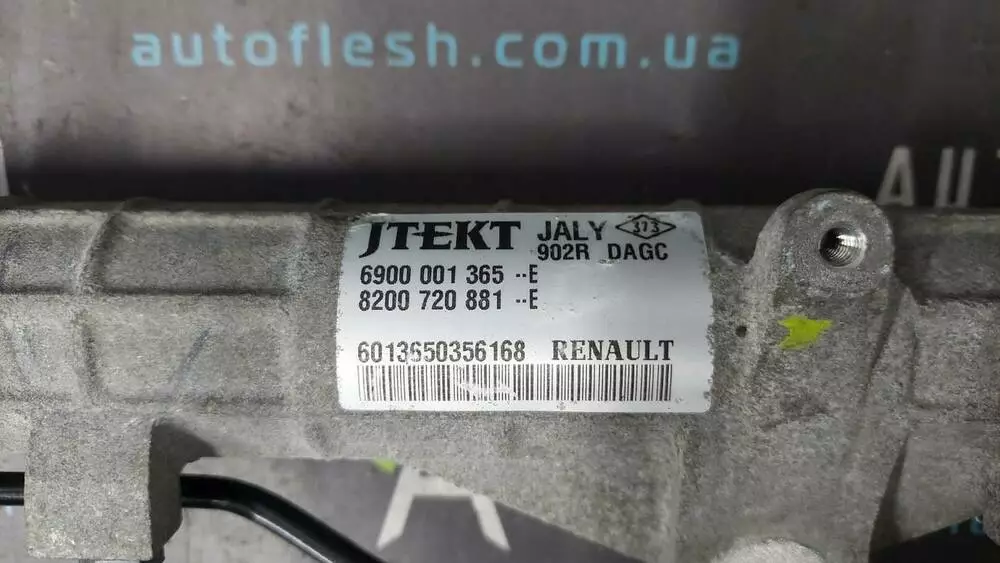 autoflesh.com.ua
JTEKT JALY 373
902R DAGC
6900 001 365 --E
8200 720 881 --E
6013650356168 RENAULT